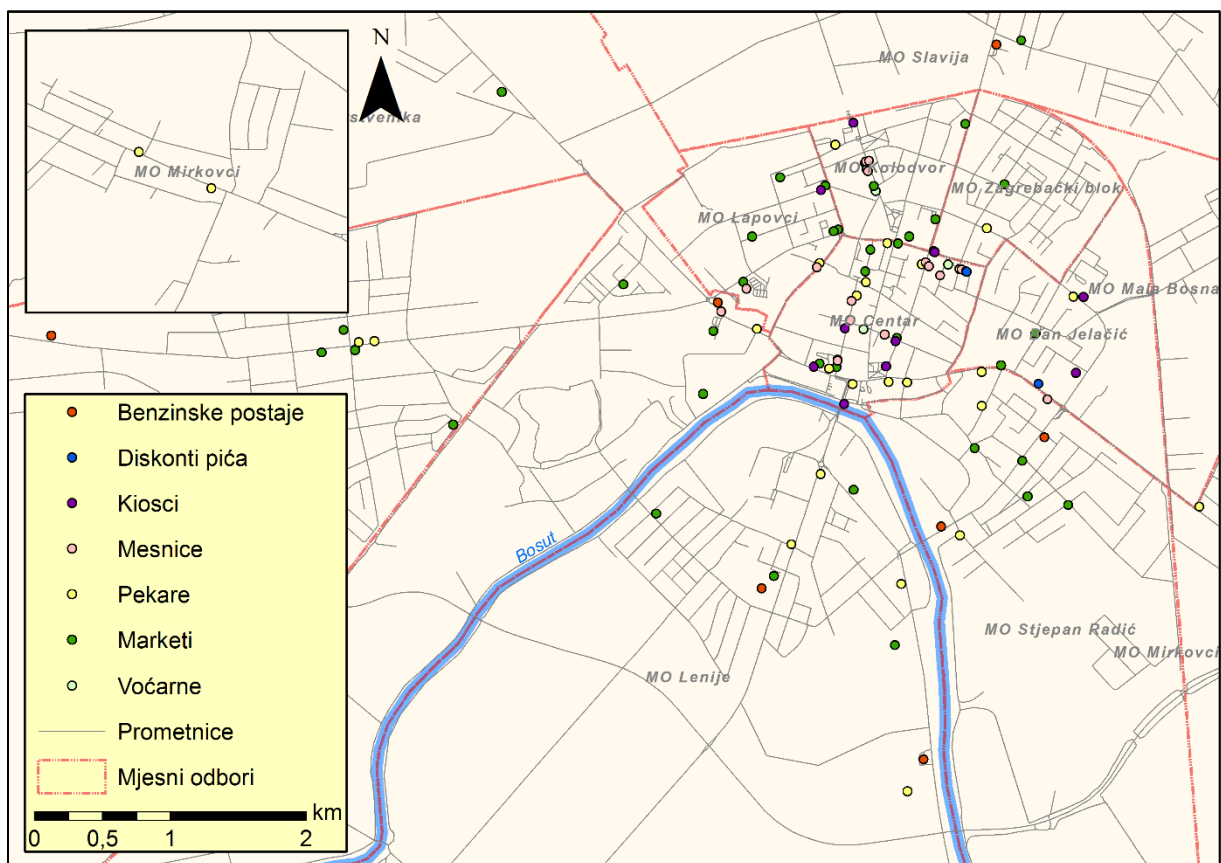 N
MO Slavija
stvenika
MO Mirkovci
MO Kolodvor
MO Zagrebački blok
MO Lapovci
MO Mala Bosna
MO Centar
MO Ban Jelačić
Bosut
MO Stjepan Radić
MO Mirkovci
MO Lenije
Benzinske postaje
Diskonti pića
Kiosci
Mesnice
Pekare
Marketi
Voćarne
Prometnice
Mjesni odbori
km
0 0,5 1 2